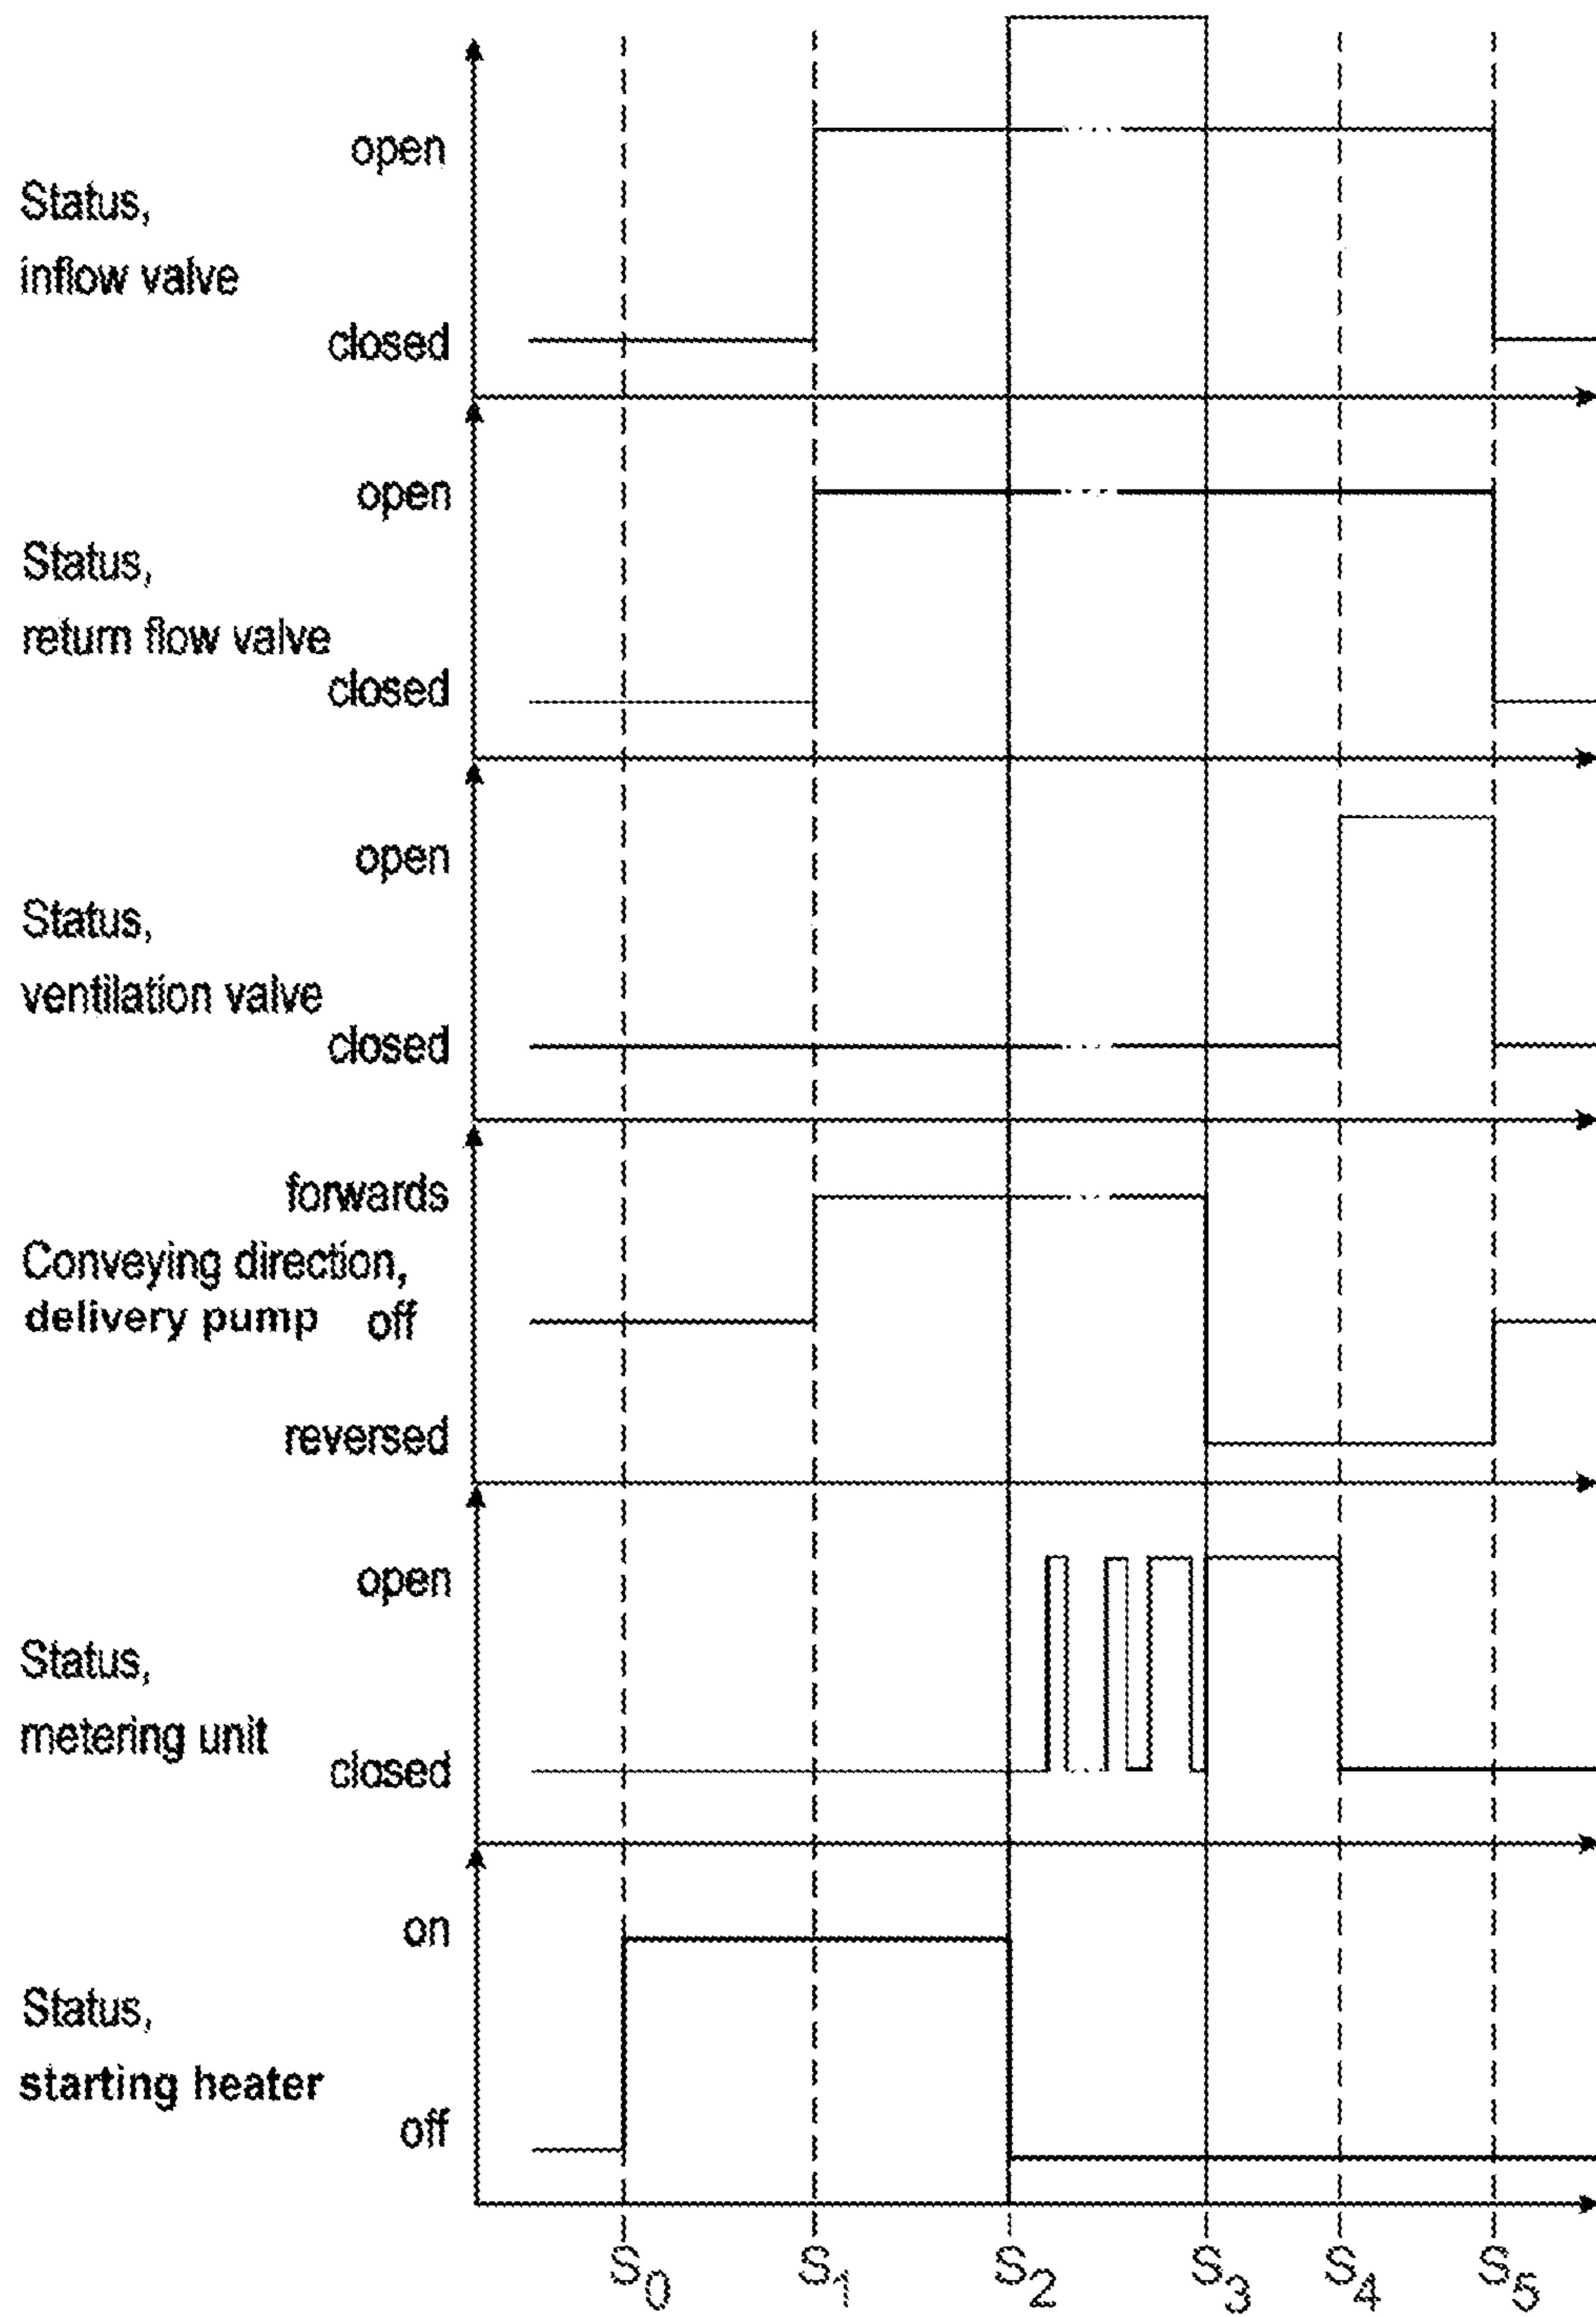 open
Status,
inflow valve
closed
open
Status,
return flow valve
closed
open
Status,
ventilation valve
closed
forwards
Conveying direction,
delivery pump off
reversed
open
Status,
metering unit
closed
on
Status,
starting heater
off
S0 S1 S2 S3 S4 S5